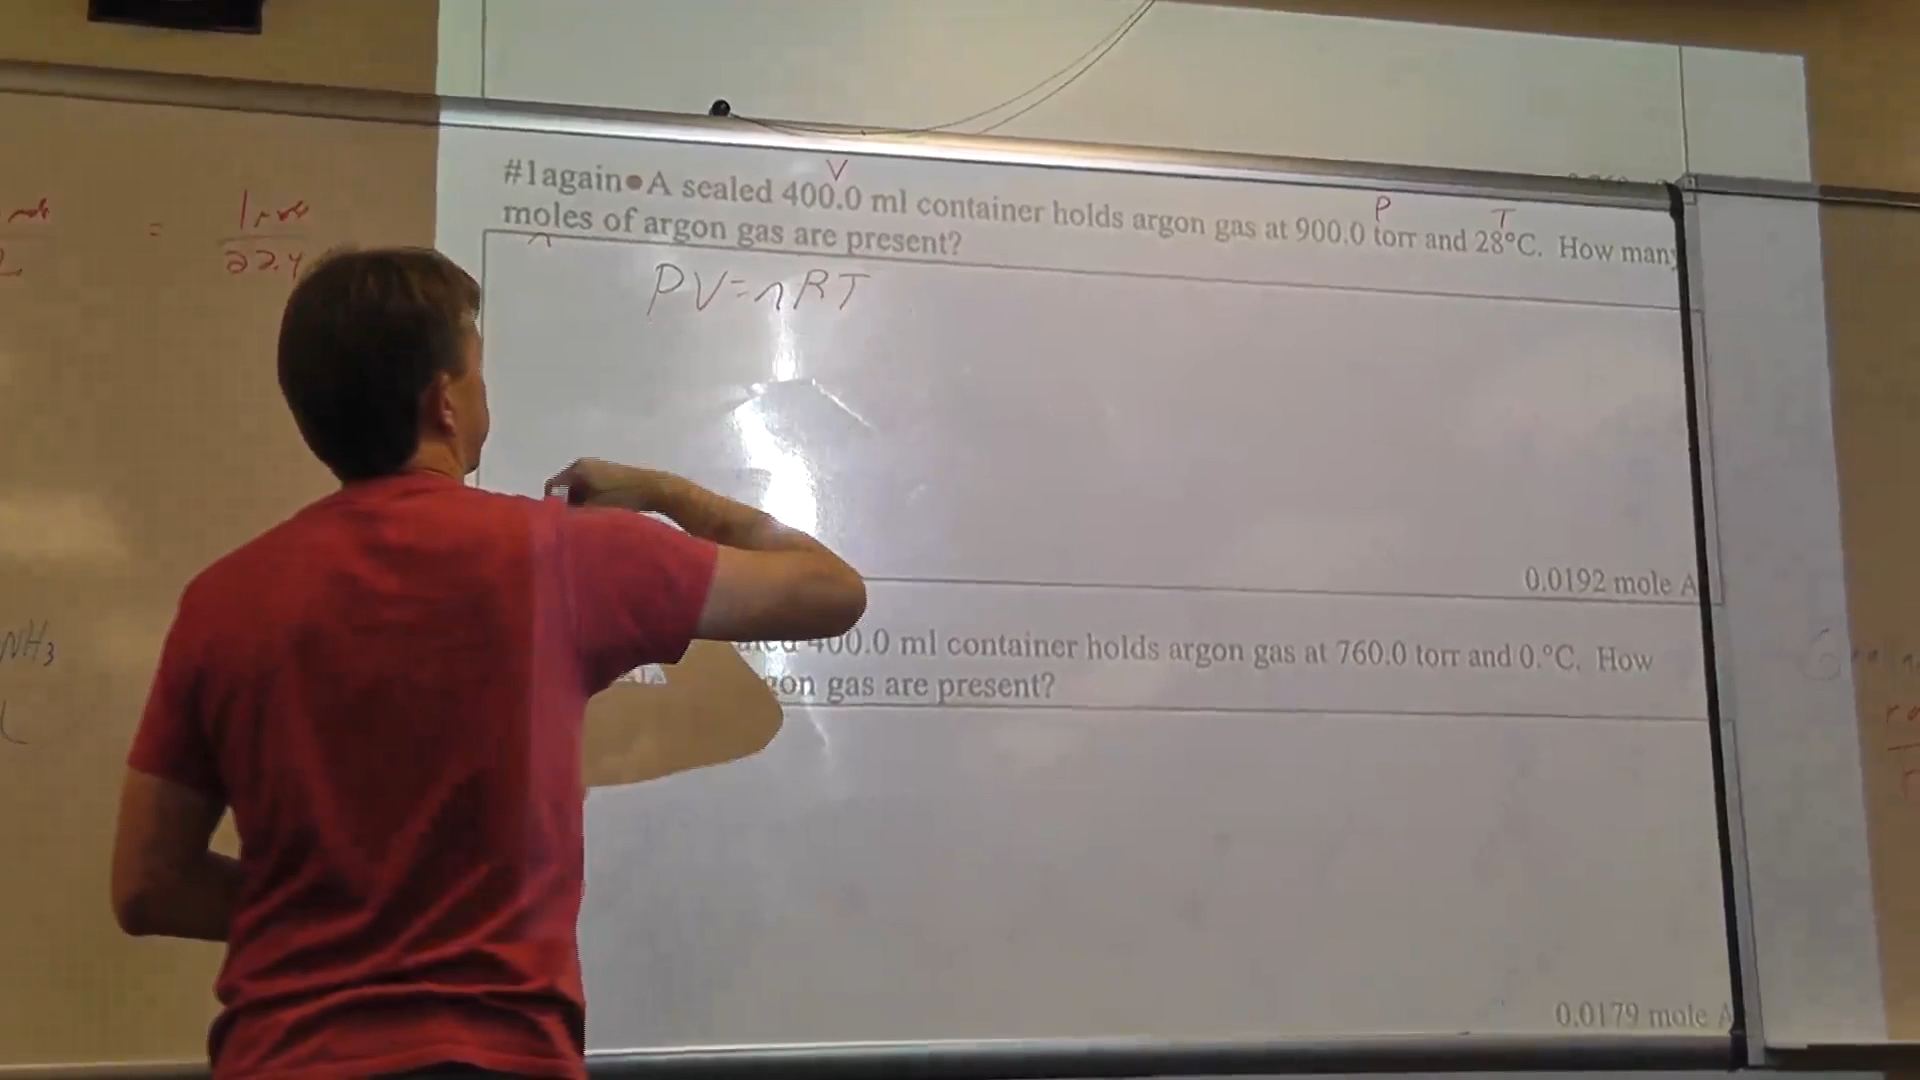 V
P
T
#1again•A sealed 400.0 ml container holds argon gas at 900.0 torr and 28°C. How many
moles of argon gas are present?
n
PV=nRT
= 1 mole
22.4
L
0.0192 mole A
400.0 ml container holds argon gas at 760.0 torr and 0.°C. How
gas are present?
NH3
L
0.0179 mole A